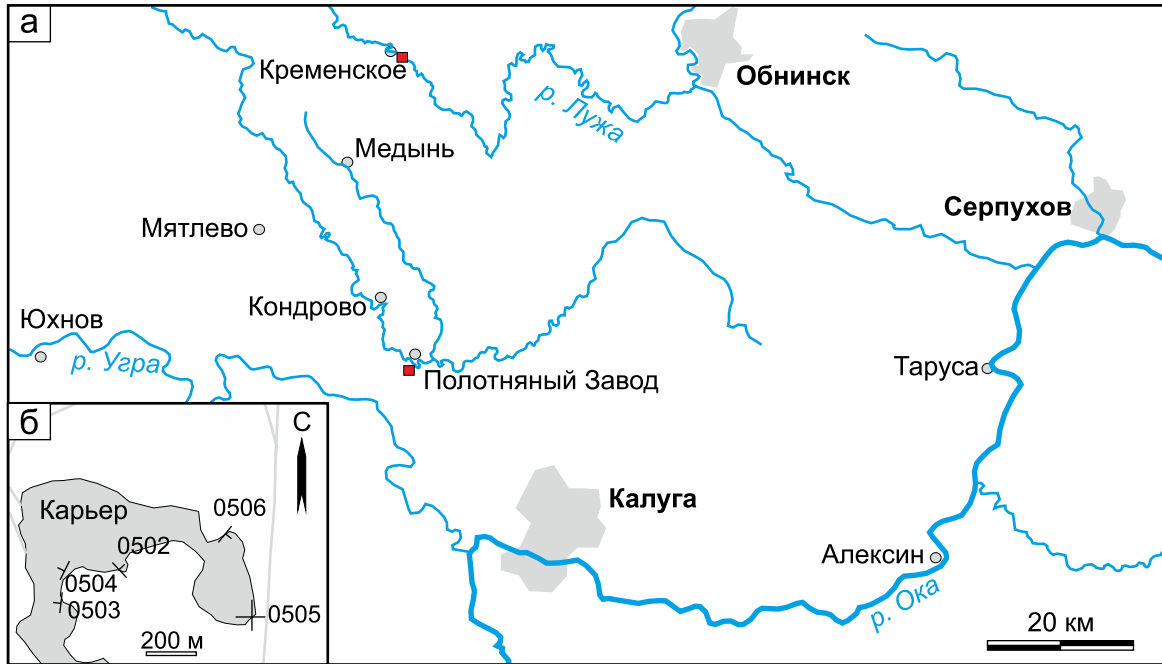 а
Кременское
Обнинск
р. Лужа
Медынь
Серпухов
Мятлево
Кондрово
Юхнов
р. Угра
Таруса
Полотняный Завод
б
С
Карьер
0506
Калуга
0502
0504
Алексин
0503
0505
р. Ока
20 км
200 м